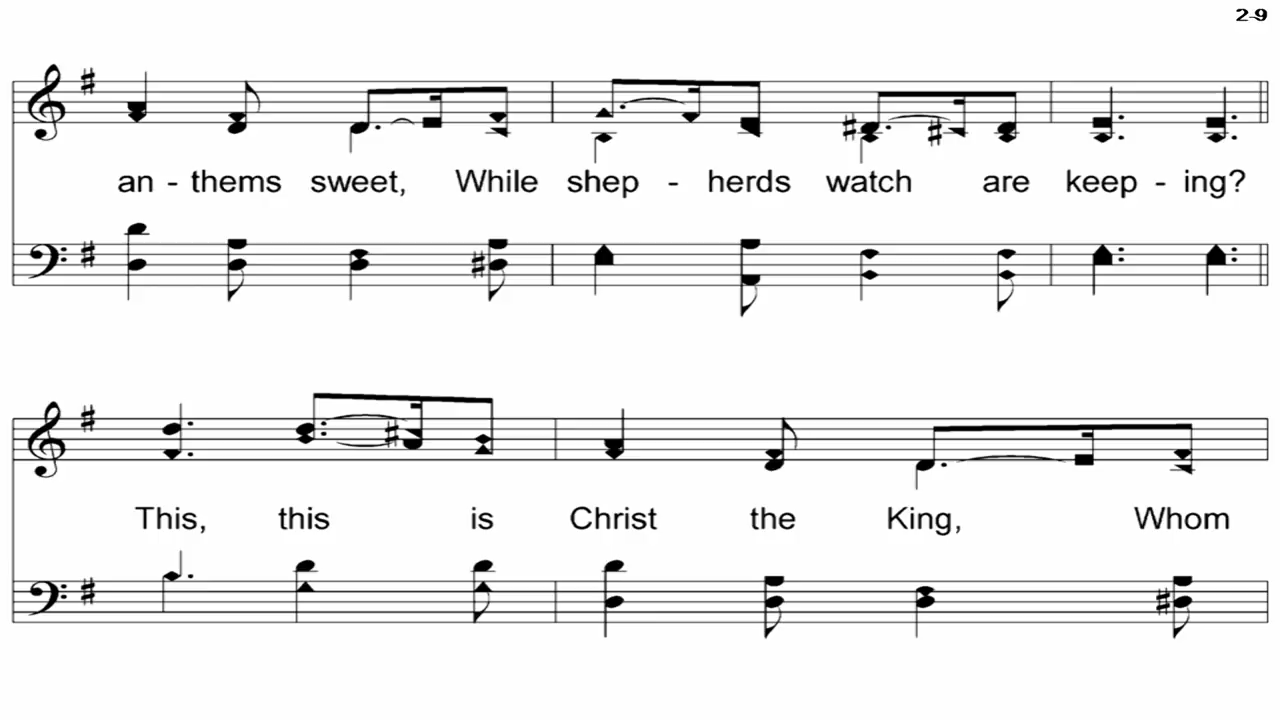 2-9
an - thems sweet, While shep - herds watch are keep - ing?
This, this is Christ the King, Whom